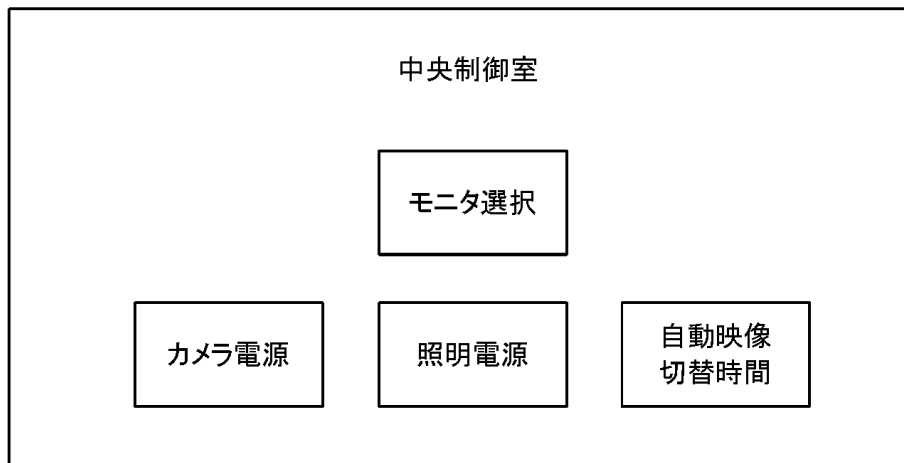 中央制御室
モニタ選択
カメラ電源
照明電源
自動映像
切替時間